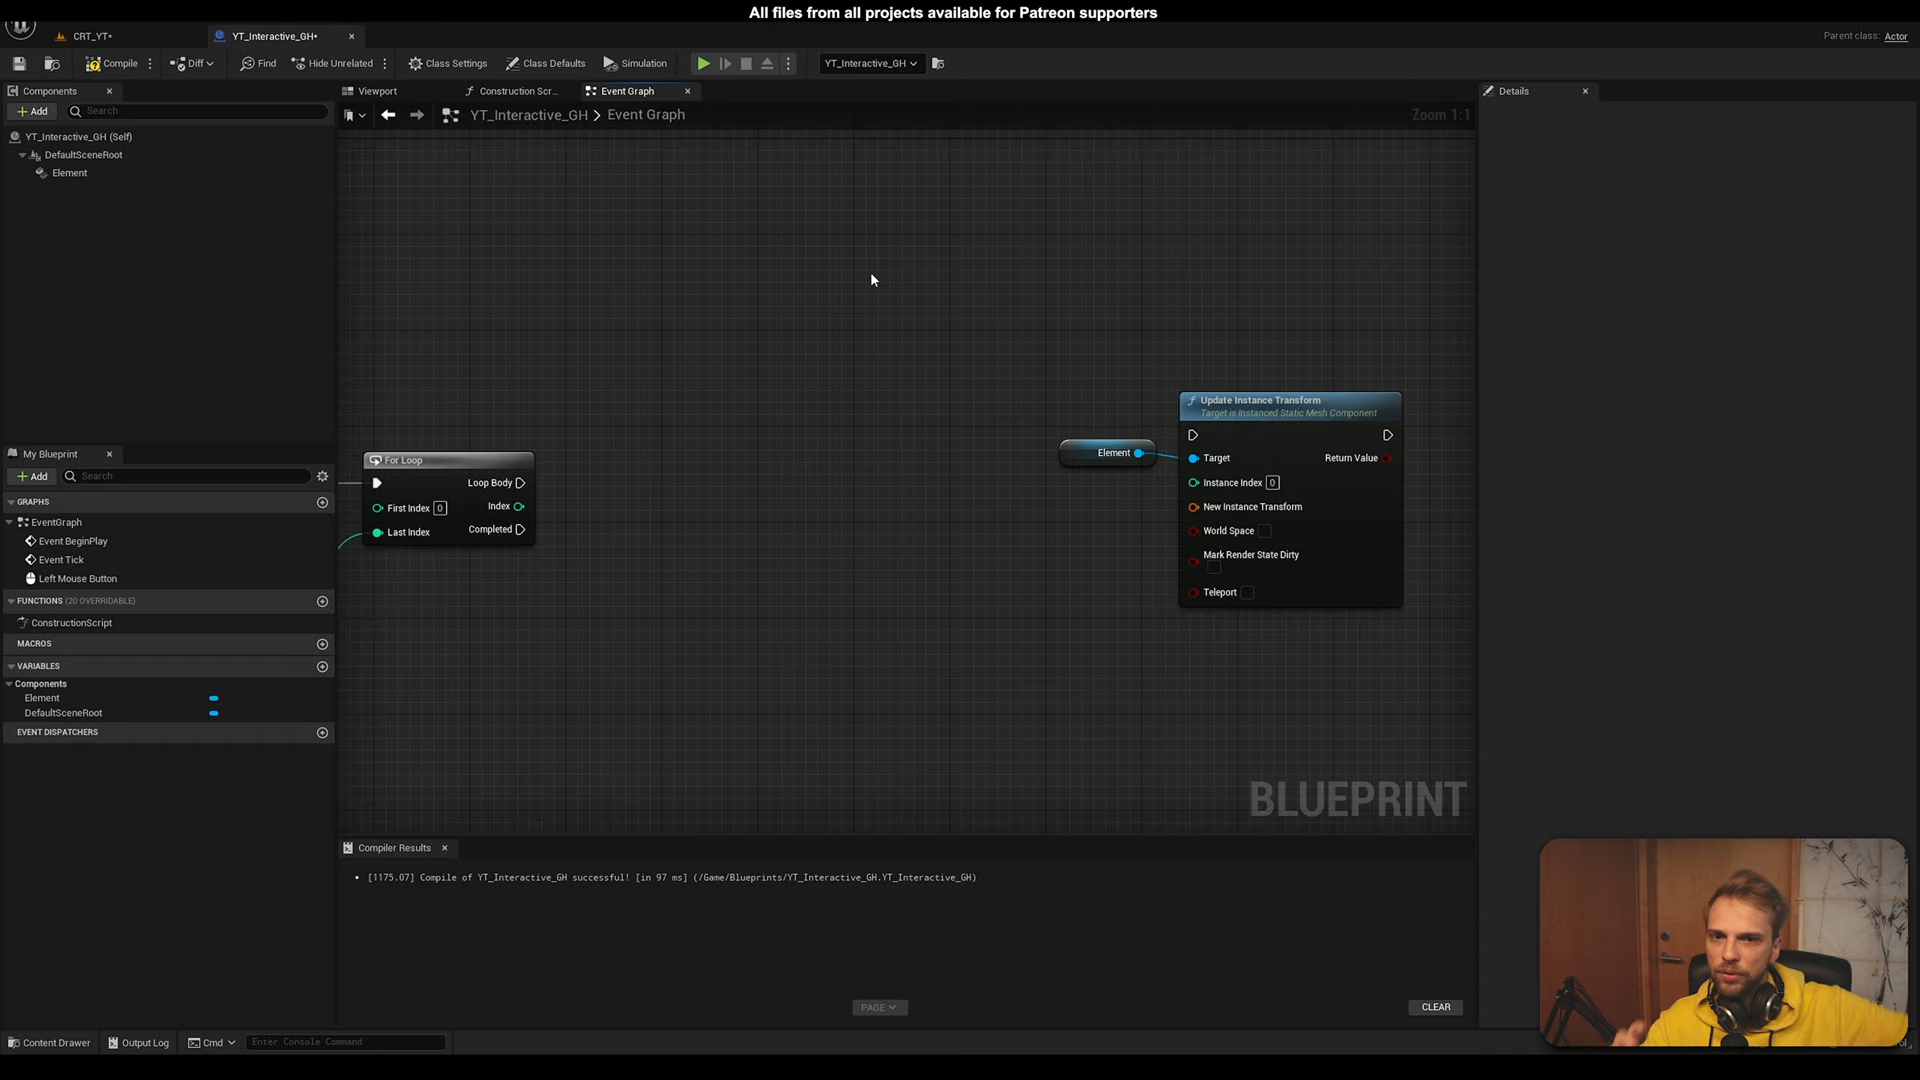 All files from all projects available for Patreon supporters
CRT_YT*
YT_Interactive_GH*
Parent class: Actor
Compile
Diff
Find
Hide Unrelated
Class Settings
Class Defaults
Simulation
YT_Interactive_GH
Components
Viewport
Construction Scr...
Event Graph
Details
Add
Search
YT_Interactive_GH > Event Graph
Zoom 1:1
YT_Interactive_GH (Self)
DefaultSceneRoot
Element
Update Instance Transform
Target is Instanced Static Mesh Component
Element
Target
Return Value
Instance Index 0
New Instance Transform
World Space
Mark Render State Dirty
Teleport
For Loop
Loop Body
First Index 0
Index
Last Index
Completed
My Blueprint
Add
Search
GRAPHS
EventGraph
Event BeginPlay
Event Tick
Left Mouse Button
FUNCTIONS (20 OVERRIDABLE)
ConstructionScript
MACROS
VARIABLES
Components
Element
DefaultSceneRoot
EVENT DISPATCHERS
BLUEPRINT
Compiler Results
• [1175.07] Compile of YT_Interactive_GH successful! [in 97 ms] (/Game/Blueprints/YT_Interactive_GH.YT_Interactive_GH)
PAGE
CLEAR
Content Drawer
Output Log
Cmd
Enter Console Command